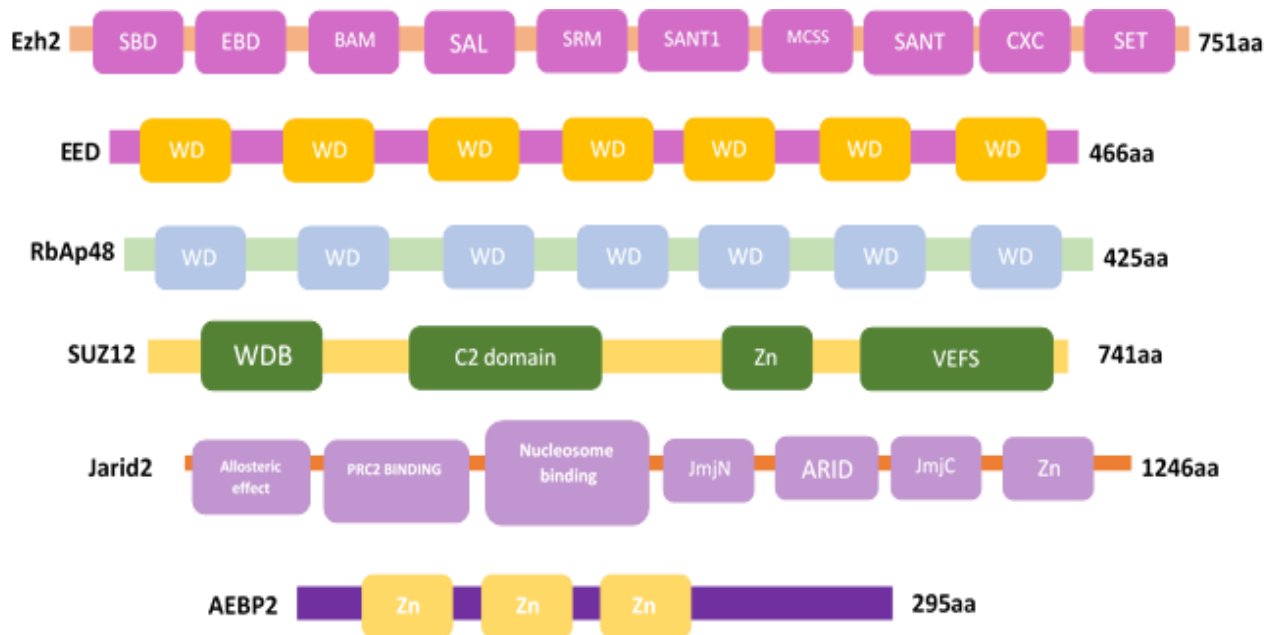 Ezh2 SBD EBD BAM SAL SRM SANT1 MCSS SANT CXC SET 751aa
EED WD WD WD WD WD WD WD 466aa
RbAp48 WD WD WD WD WD WD WD 425aa
SUZ12 WDB C2 domain Zn VEFS 741aa
Jarid2 Allosteric effect PRC2 BINDING Nucleosome binding JmjN ARID JmjC Zn 1246aa
AEBP2 Zn Zn Zn 295aa